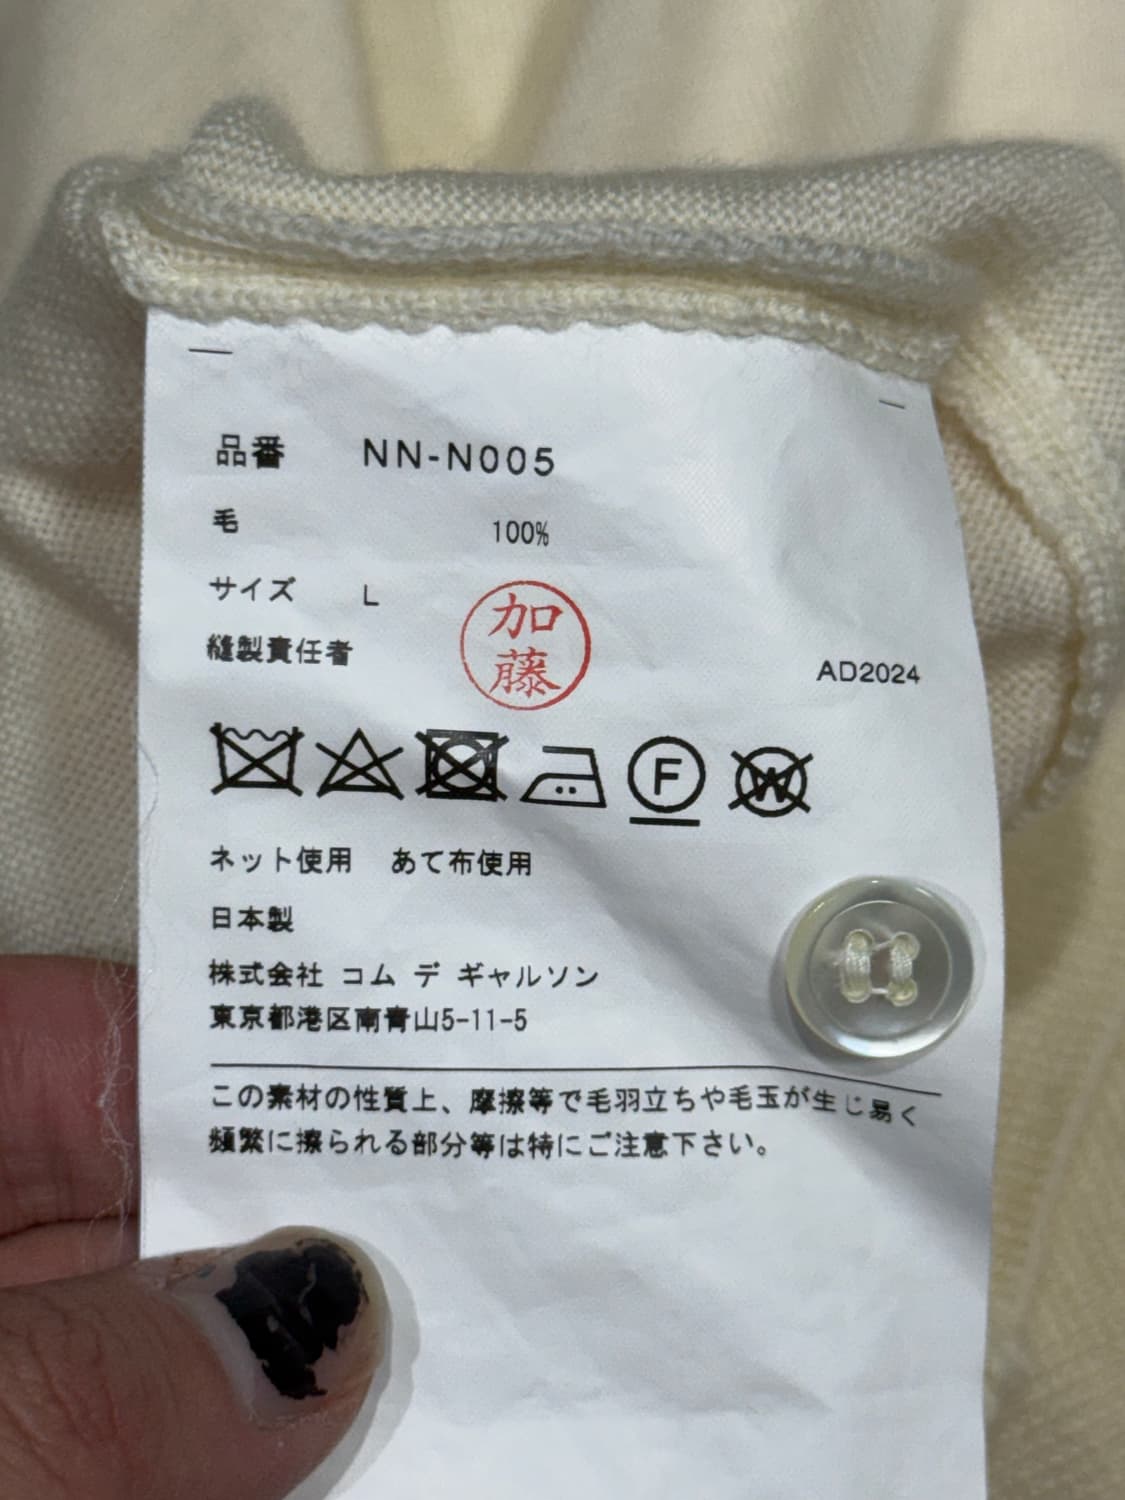 品番 NN-N005
毛 100%
サイズ L
縫製責任者 加藤
AD2024
F W
ネット使用 あて布使用
日本製
株式会社 コム デ ギャルソン
東京都港区南青山5-11-5
この素材の性質上、摩擦等で毛羽立ちや毛玉が生じ易く
頻繁に擦られる部分等は特にご注意下さい。